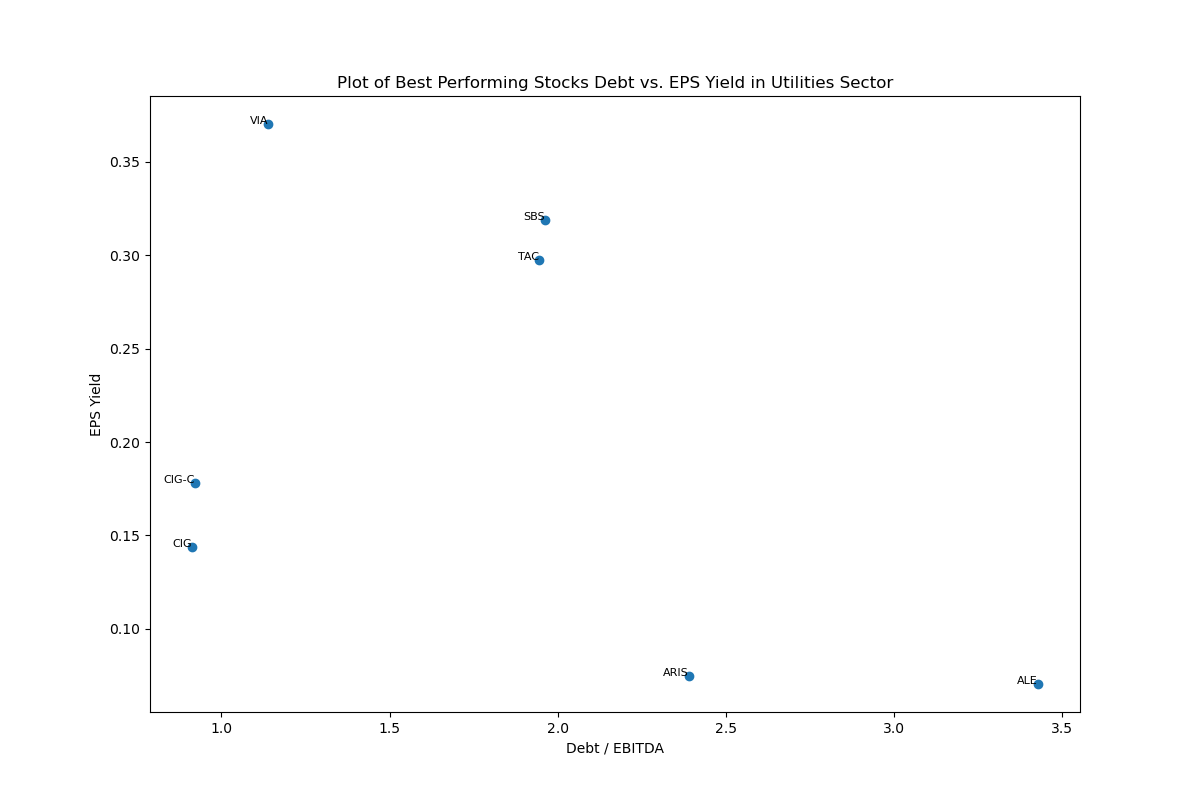 Plot of Best Performing Stocks Debt vs. EPS Yield in Utilities Sector
VIA
0.35
SBS
TAC
0.30
0.25
EPS Yield
0.20
CIG-C
CIG
0.15
0.10
ARIS
ALE
1.0 1.5 2.0 2.5 3.0 3.5
Debt / EBITDA